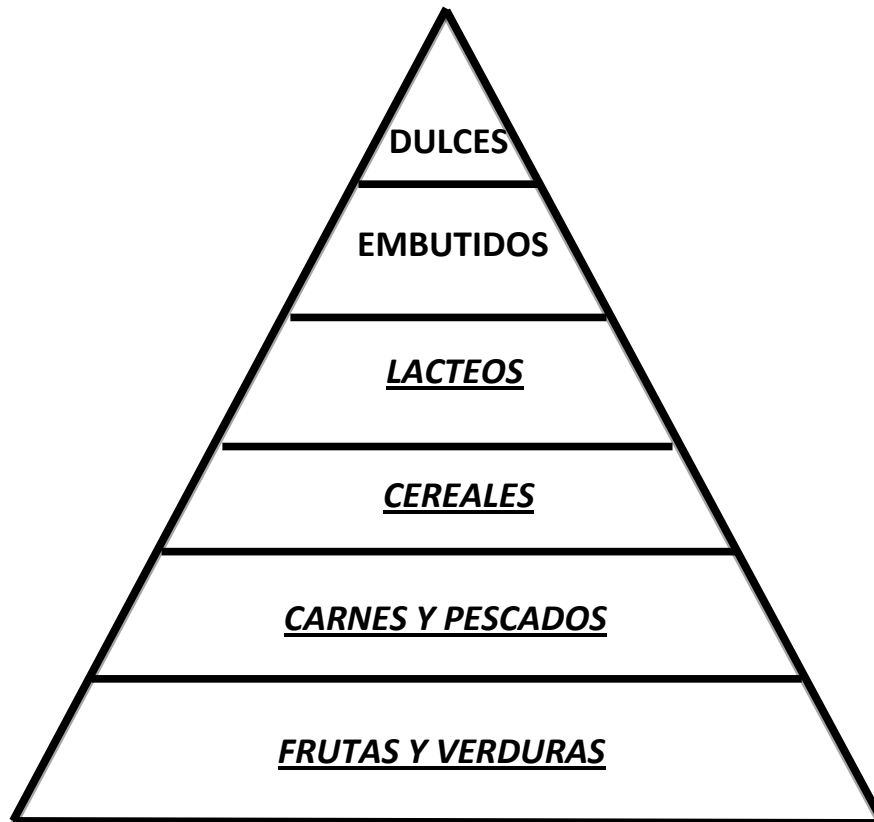 DULCES
EMBUTIDOS
LACTEOS
CEREALES
CARNES Y PESCADOS
FRUTAS Y VERDURAS